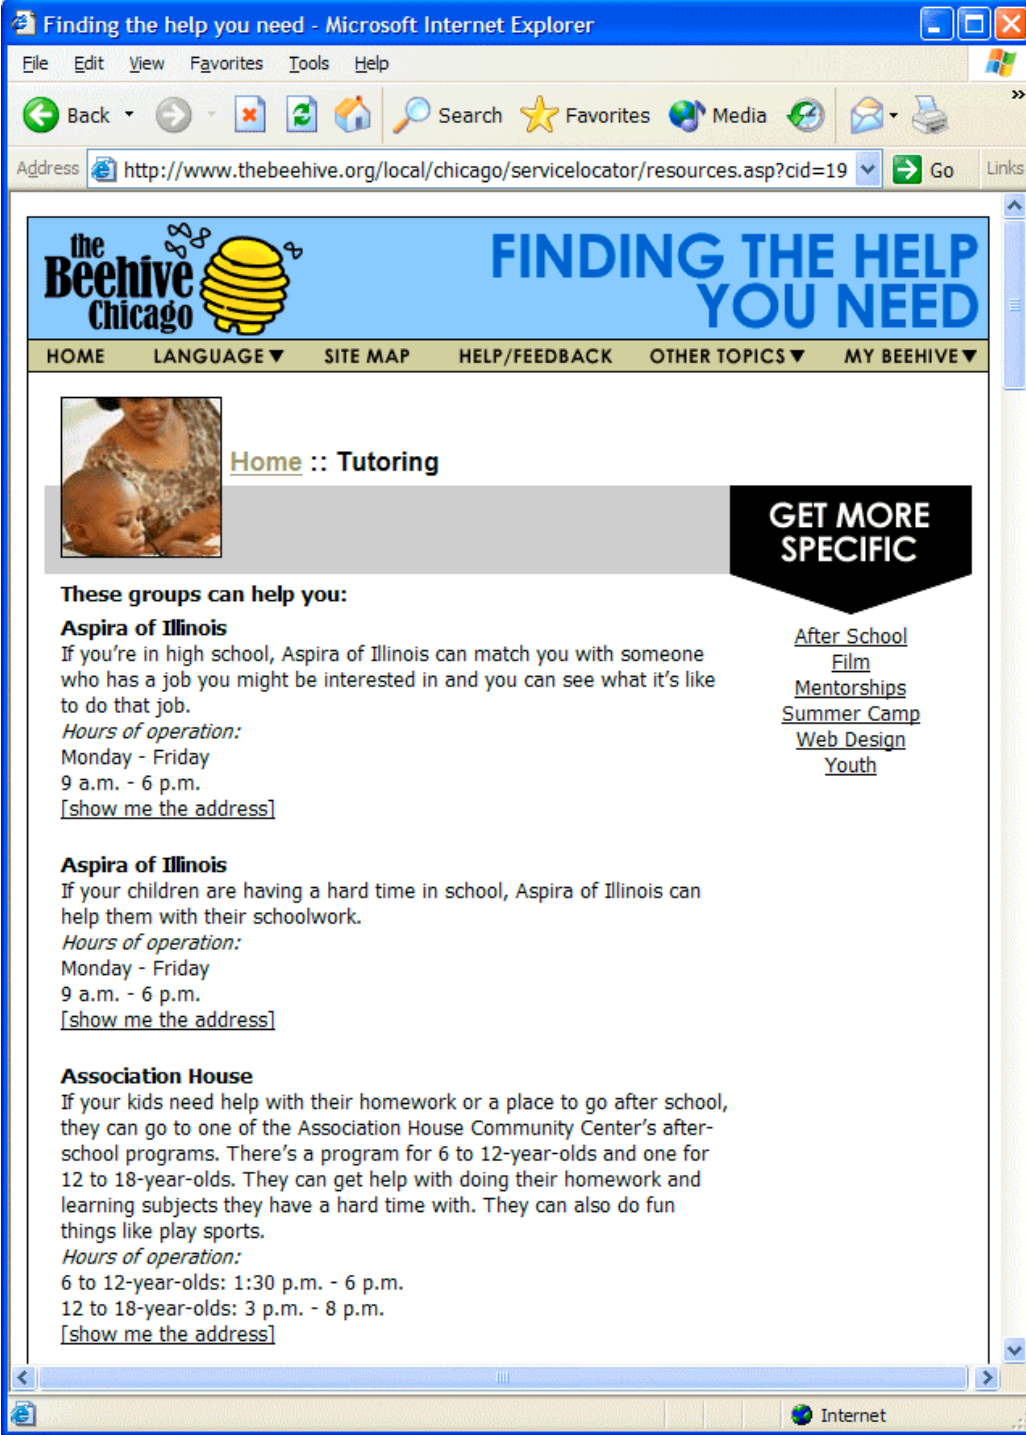 Finding the help you need - Microsoft Internet Explorer
File Edit View Favorites Tools Help
Back Search Favorites Media »
Address http://www.thebeehive.org/local/chicago/servicelocator/resources.asp?cid=19 Go Links
the
Beehive
Chicago
FINDING THE HELP
YOU NEED
HOME LANGUAGE▼ SITE MAP HELP/FEEDBACK OTHER TOPICS▼ MY BEEHIVE▼
Home :: Tutoring
GET MORE
SPECIFIC
After School
Film
Mentorships
Summer Camp
Web Design
Youth
These groups can help you:
Aspira of Illinois
If you’re in high school, Aspira of Illinois can match you with someone
who has a job you might be interested in and you can see what it’s like
to do that job.
Hours of operation:
Monday - Friday
9 a.m. - 6 p.m.
[show me the address]
Aspira of Illinois
If your children are having a hard time in school, Aspira of Illinois can
help them with their schoolwork.
Hours of operation:
Monday - Friday
9 a.m. - 6 p.m.
[show me the address]
Association House
If your kids need help with their homework or a place to go after school,
they can go to one of the Association House Community Center’s after-
school programs. There’s a program for 6 to 12-year-olds and one for
12 to 18-year-olds. They can get help with doing their homework and
learning subjects they have a hard time with. They can also do fun
things like play sports.
Hours of operation:
6 to 12-year-olds: 1:30 p.m. - 6 p.m.
12 to 18-year-olds: 3 p.m. - 8 p.m.
[show me the address]
Internet